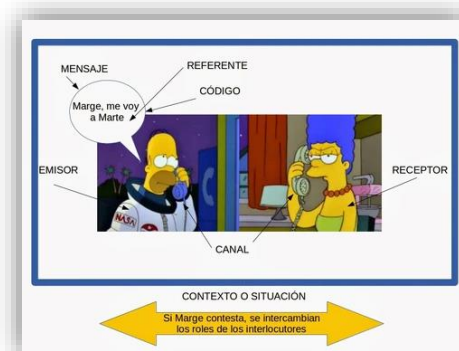 MENSAJE
REFERENTE
CÓDIGO
Marge, me voy
a Marte
EMISOR
RECEPTOR
NASA
CANAL
CONTEXTO O SITUACIÓN
Si Marge contesta, se intercambian
los roles de los interlocutores